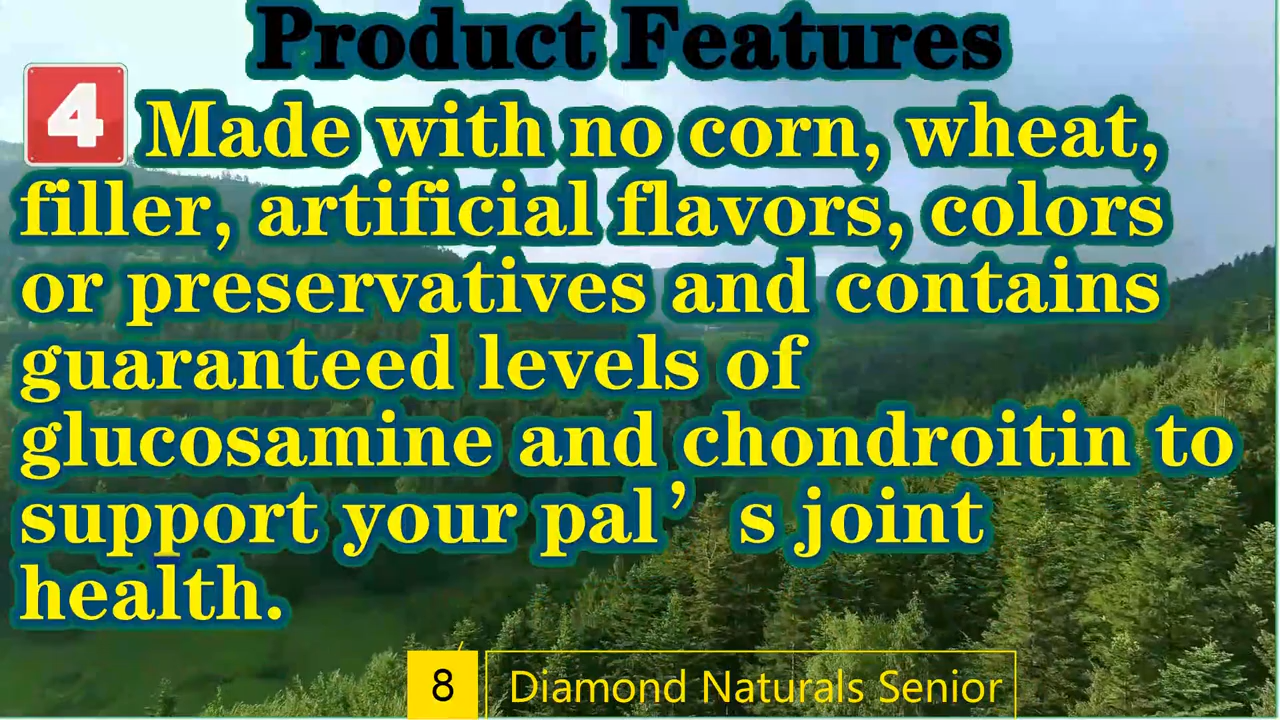 Product Features
4 Made with no corn, wheat,
filler, artificial flavors, colors
or preservatives and contains
guaranteed levels of
glucosamine and chondroitin to
support your pal’s joint
health.
8 Diamond Naturals Senior